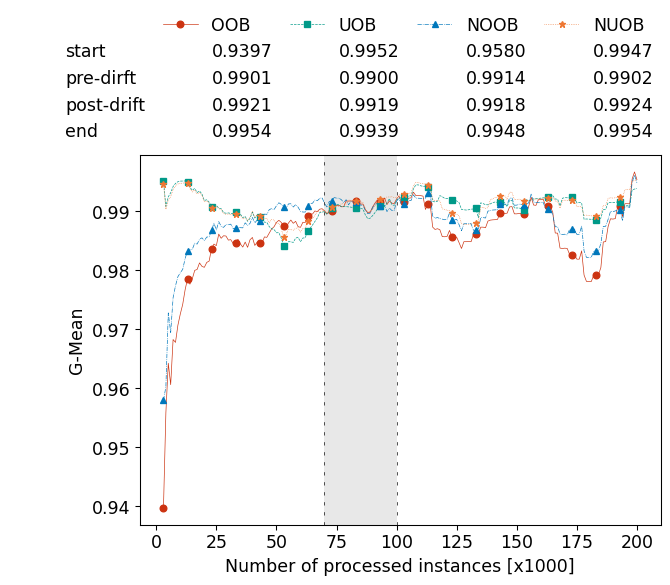 OOB UOB NOOB NUOB
start 0.9397 0.9952 0.9580 0.9947
pre-dirft 0.9901 0.9900 0.9914 0.9902
post-drift 0.9921 0.9919 0.9918 0.9924
end 0.9954 0.9939 0.9948 0.9954
0.99
0.98
0.97
0.96
0.95
0.94
G-Mean
0 25 50 75 100 125 150 175 200
Number of processed instances [x1000]